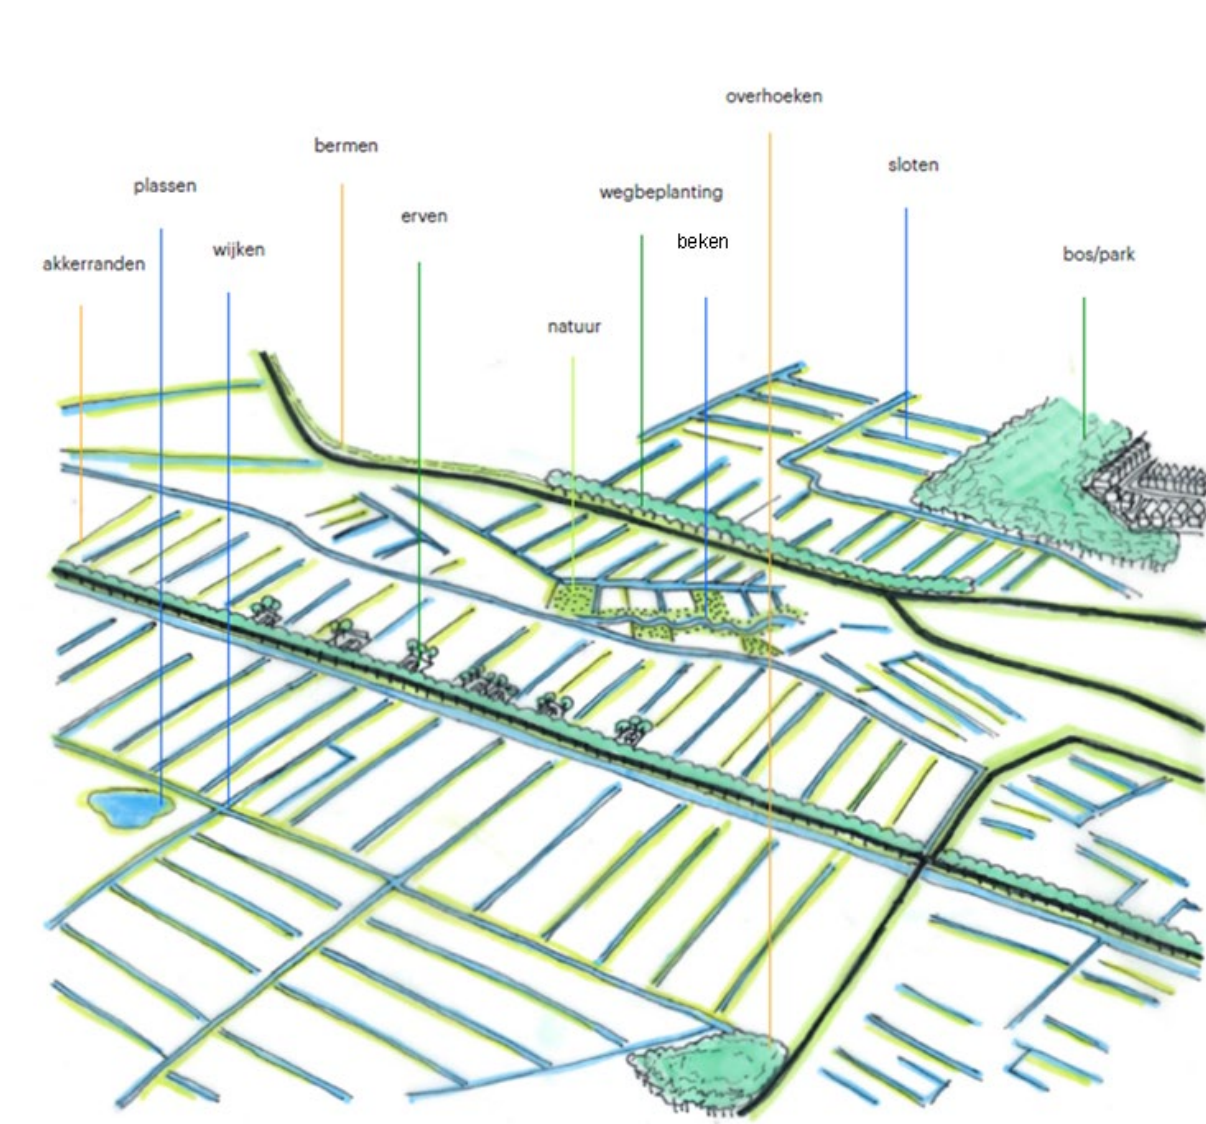 overhoeken
bermen
sloten
plassen
wegbeplanting
erven
beken
wijken
bos/park
akkerranden
natuur